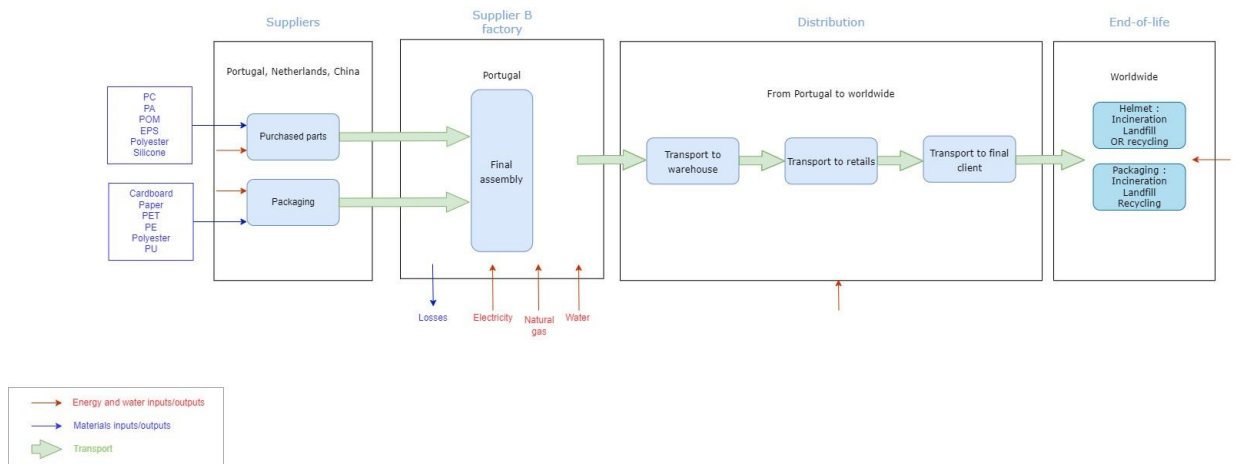 Suppliers
Supplier B
factory
Distribution
End-of-life
Portugal, Netherlands, China
Portugal
From Portugal to worldwide
Worldwide
PC
PA
POM
EPS
Polyester
Silicone
Purchased parts
Cardboard
Paper
PET
PE
Polyester
PU
Packaging
Final
assembly
Transport to
warehouse
Transport to retails
Transport to final
client
Helmet :
Incineration
Landfill
OR recycling
Packaging :
Incineration
Landfill
Recycling
Losses
Electricity
Natural
gas
Water
Energy and water inputs/outputs
Materials inputs/outputs
Transport